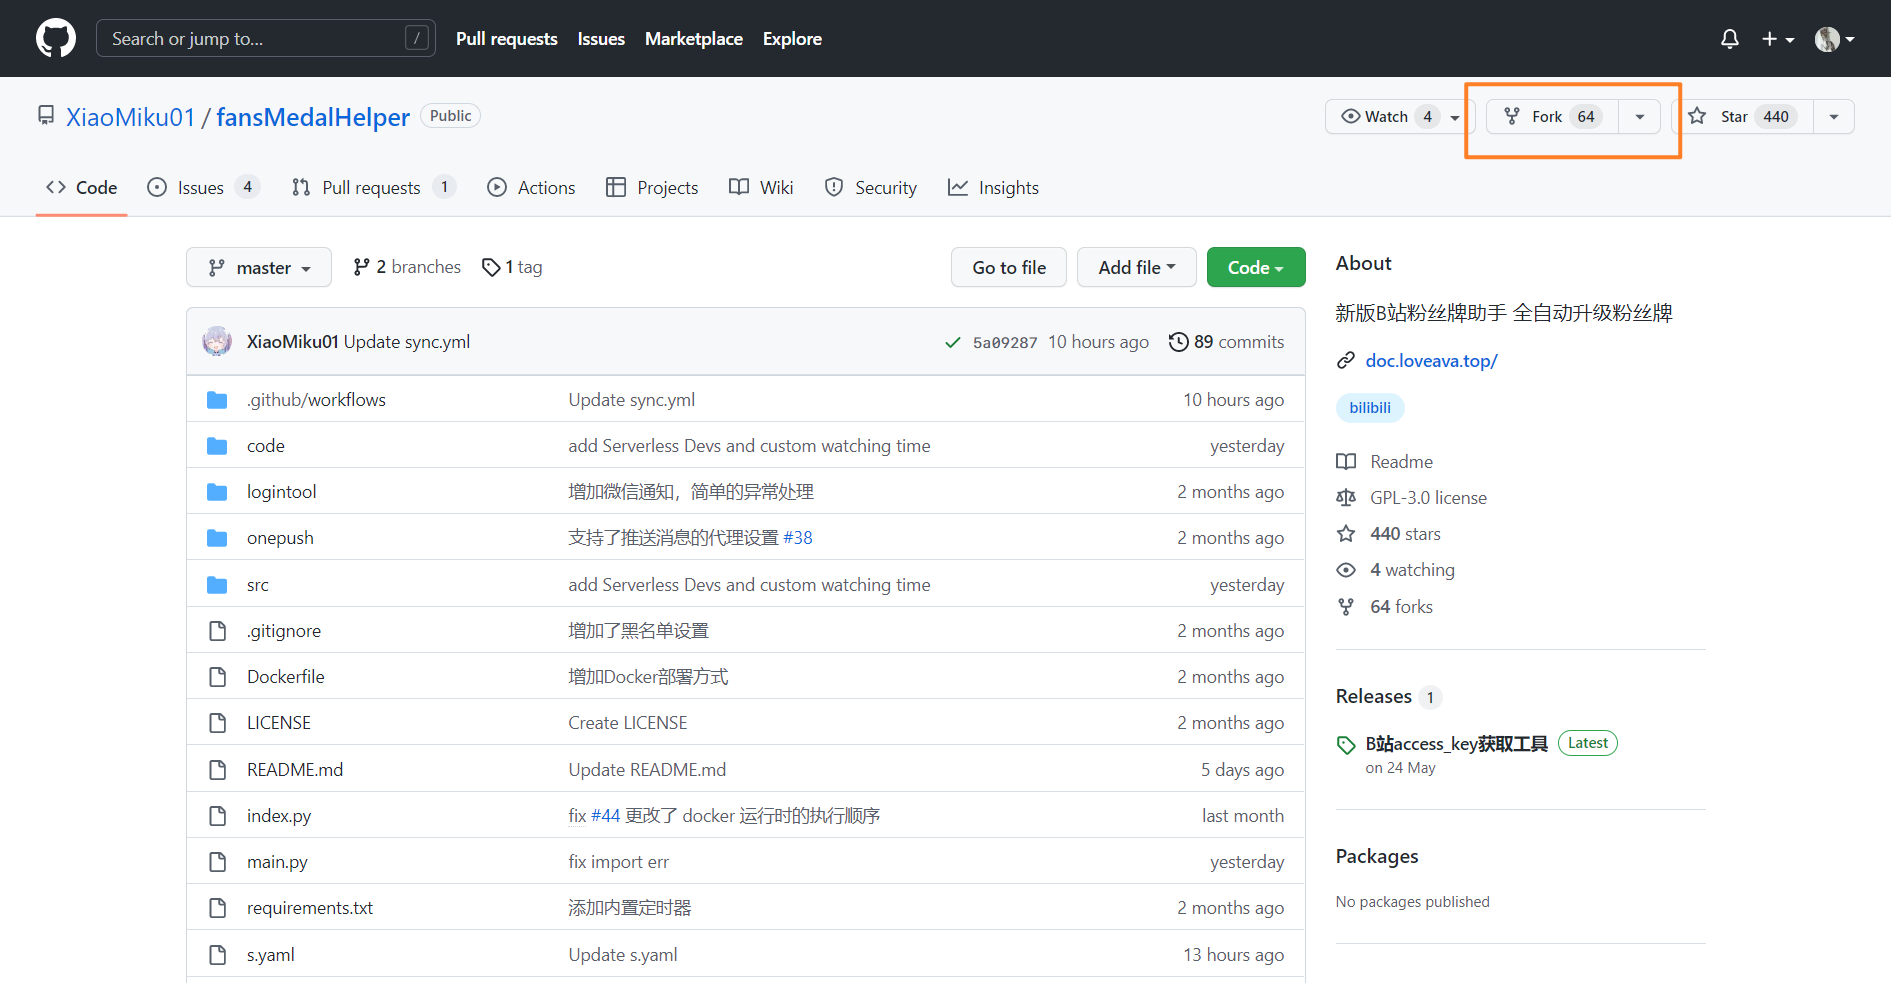 Search or jump to... /
Pull requests Issues Marketplace Explore
XiaoMiku01 / fansMedalHelper Public
Watch 4 Fork 64 Star 440
Code Issues 4 Pull requests 1 Actions Projects Wiki Security Insights
master 2 branches 1 tag Go to file Add file Code
XiaoMiku01 Update sync.yml 5a09287 10 hours ago 89 commits
.github/workflows Update sync.yml 10 hours ago
code add Serverless Devs and custom watching time yesterday
logintool 增加微信通知，简单的异常处理 2 months ago
onepush 支持了推送消息的代理设置 #38 2 months ago
src add Serverless Devs and custom watching time yesterday
.gitignore 增加了黑名单设置 2 months ago
Dockerfile 增加Docker部署方式 2 months ago
LICENSE Create LICENSE 2 months ago
README.md Update README.md 5 days ago
index.py fix #44 更改了 docker 运行时的执行顺序 last month
main.py fix import err yesterday
requirements.txt 添加内置定时器 2 months ago
s.yaml Update s.yaml 13 hours ago
About
新版B站粉丝牌助手 全自动升级粉丝牌
doc.loveava.top/
bilibili
Readme
GPL-3.0 license
440 stars
4 watching
64 forks
Releases 1
B站access_key获取工具 Latest
on 24 May
Packages
No packages published